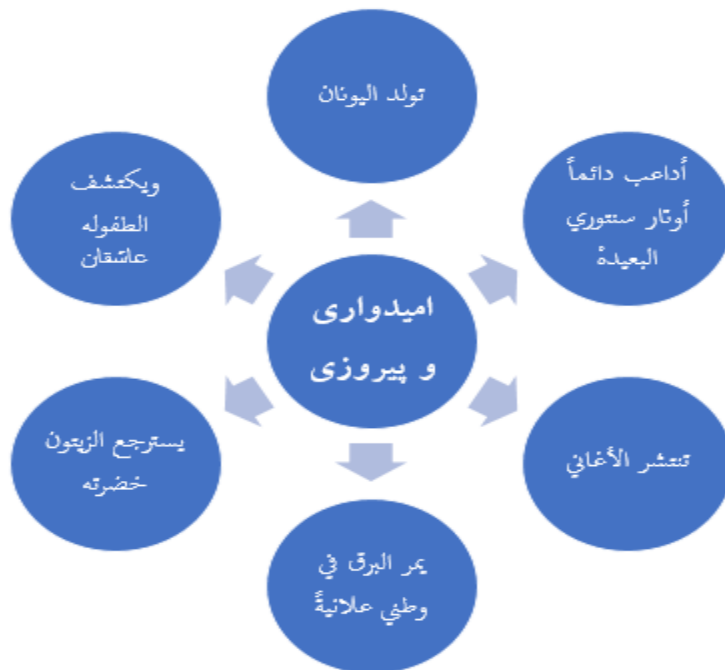 تولد اليونان
أداعب دائماً
أوتار سنتوري
البعيدة
تنتشر الأغاني
يمر البرق في
وطني علانيةً
يسترجع الزيتون
خضرته
ويكتشف
الطفوله
عاشقان
امیدواری
و پیروزی